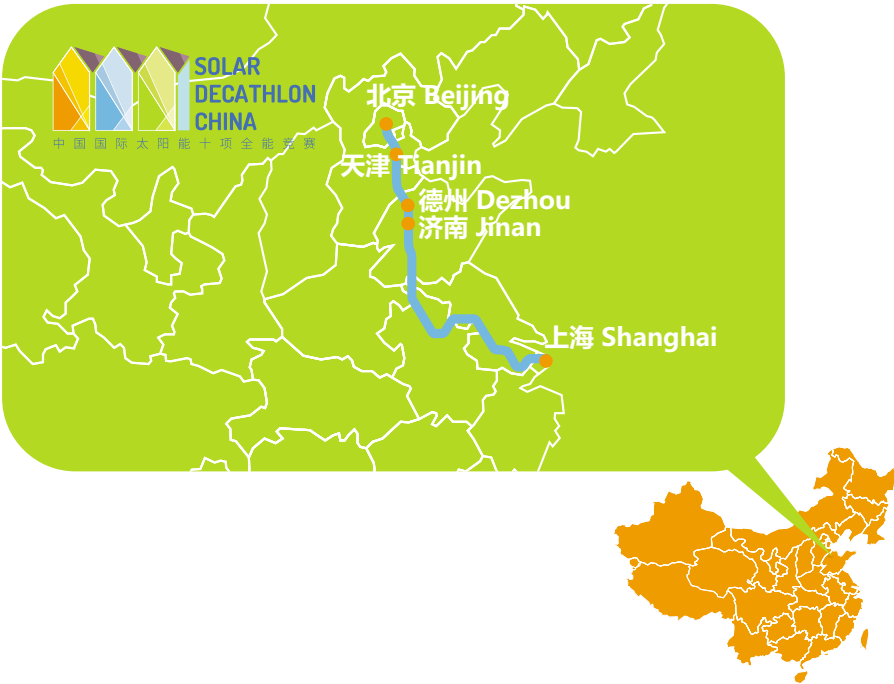 SOLAR
DECATHLON
CHINA
中国国际太阳能十项全能竞赛
北京 Beijing
天津 Tianjin
德州 Dezhou
济南 Jinan
上海 Shanghai